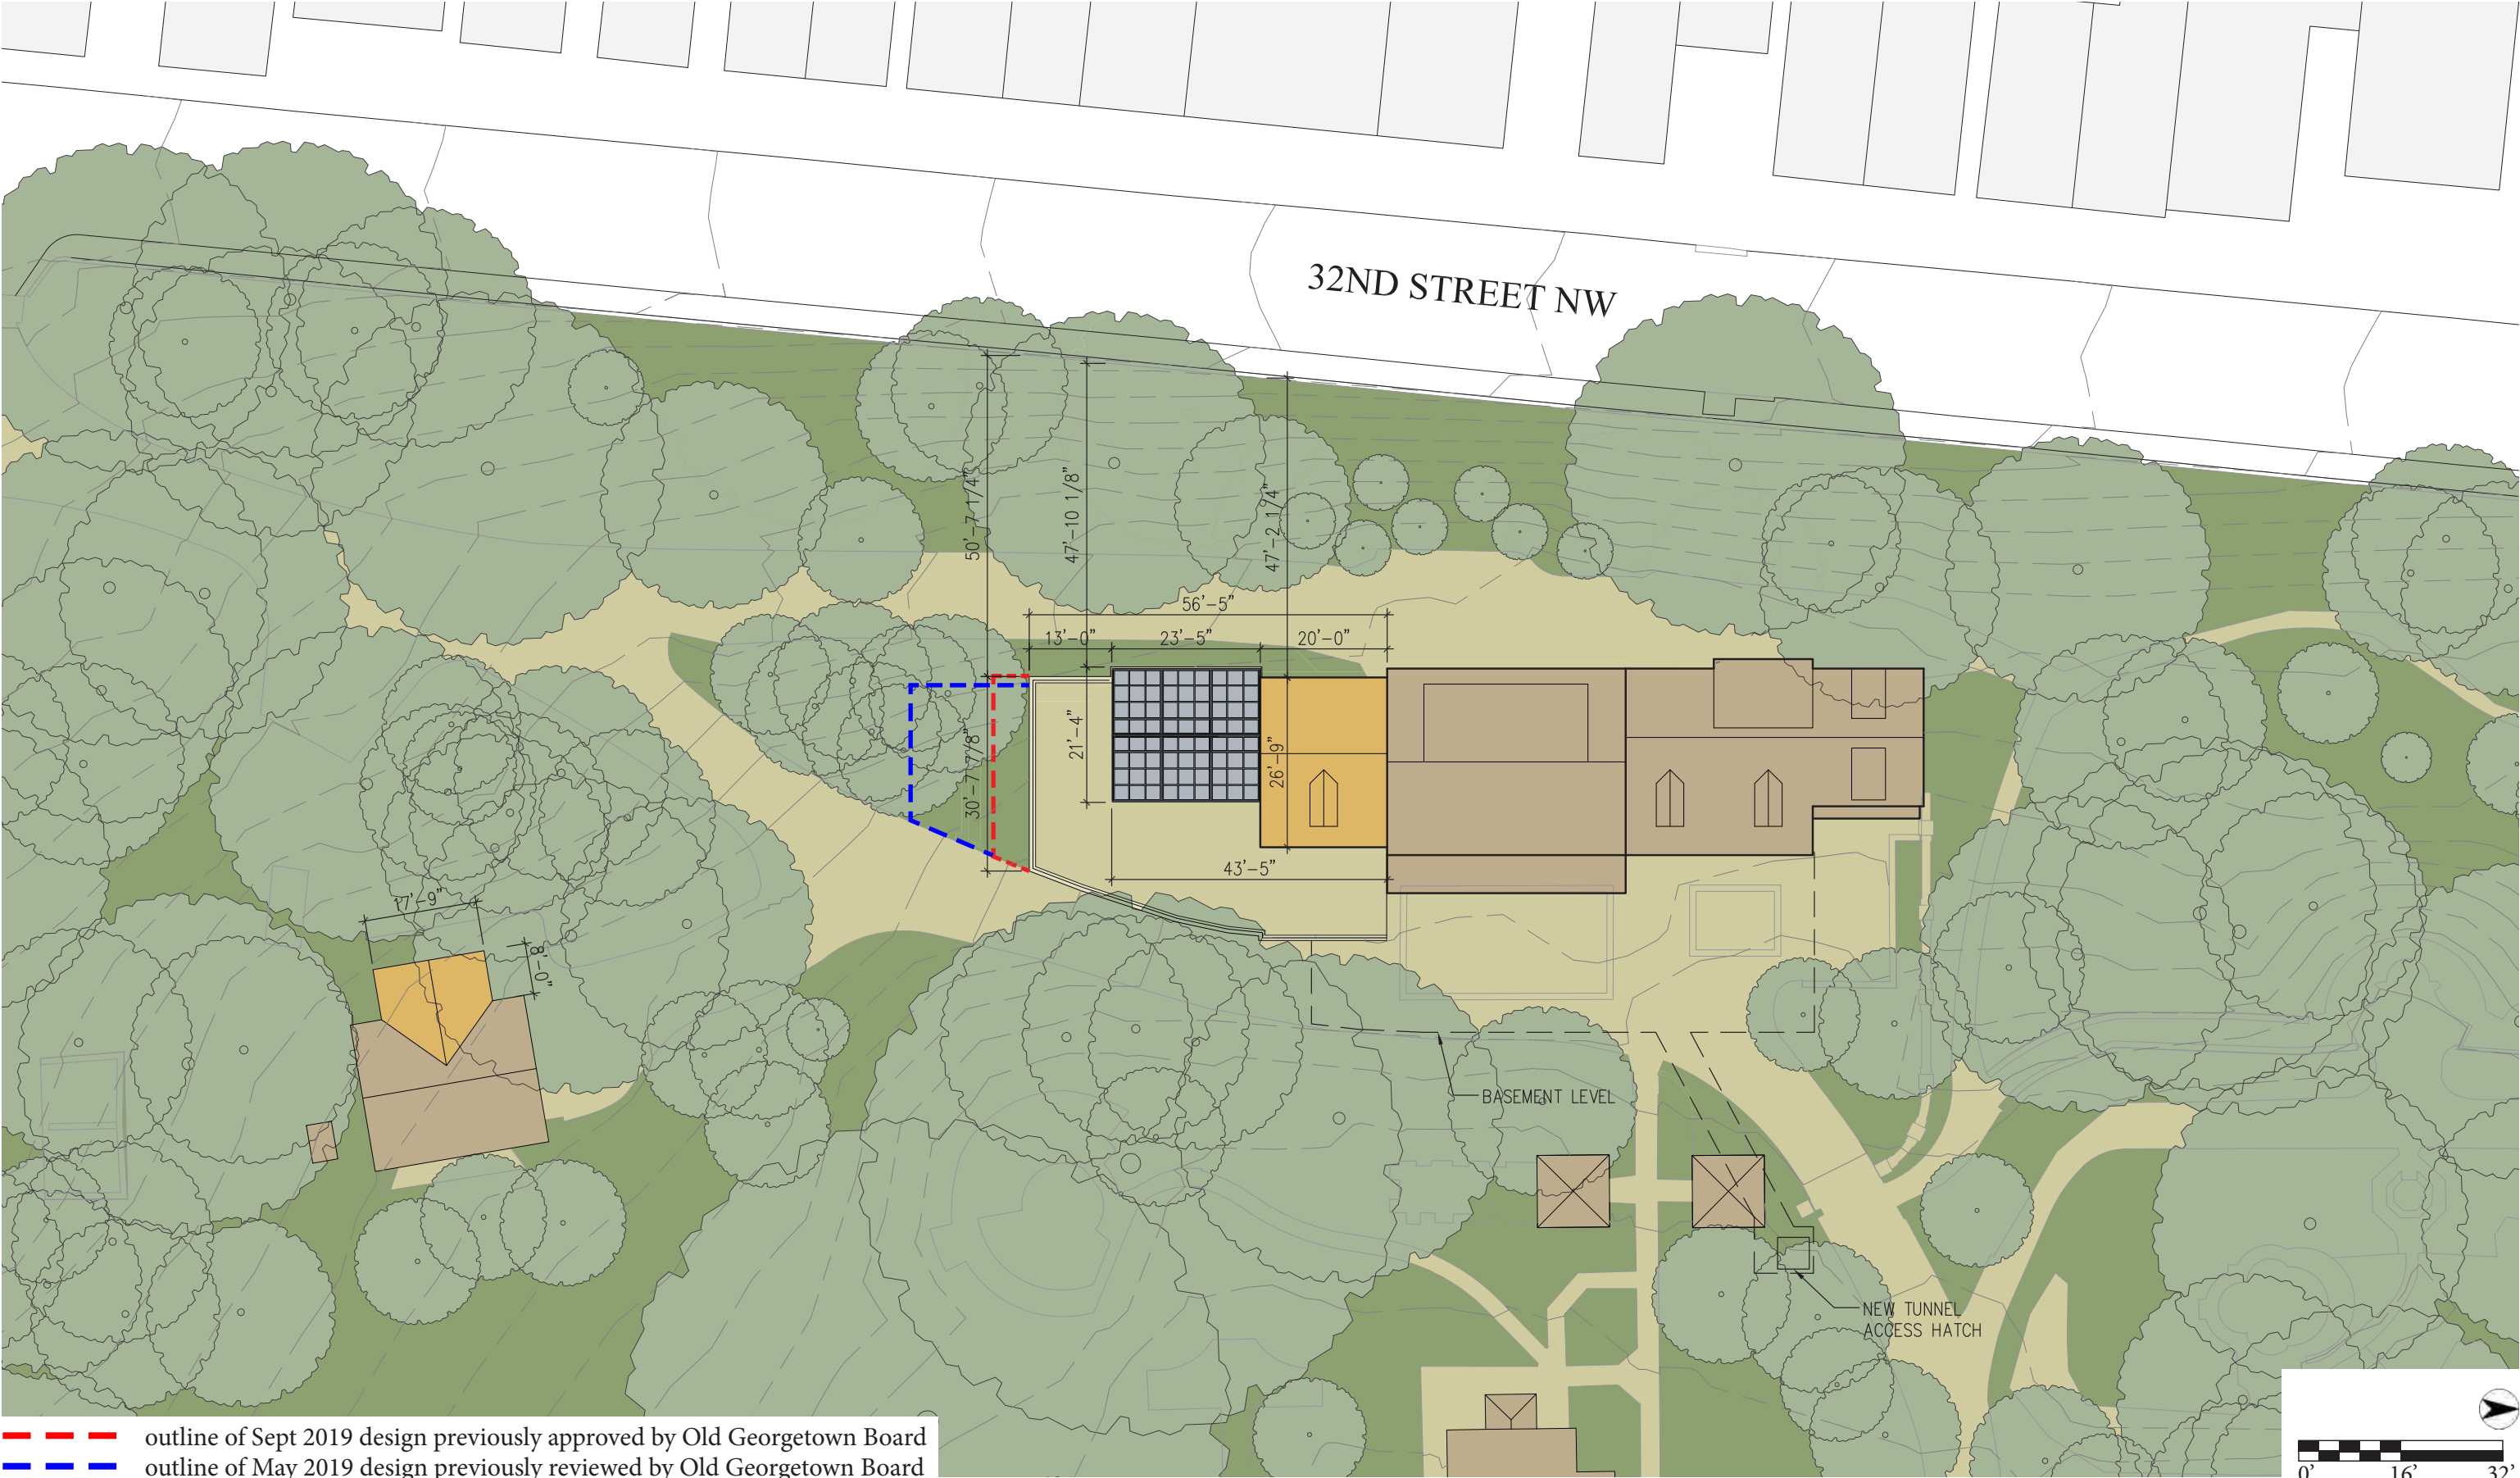 32ND STREET NW
50'-7 1/4"
47'-10 1/8"
47'-2 1/4"
56'-5"
13'-0"
23'-5"
20'-0"
30'-7 7/8"
21'-4"
26'-9"
43'-5"
17'-9"
8'-0"
BASEMENT LEVEL
NEW TUNNEL
ACCESS HATCH
outline of Sept 2019 design previously approved by Old Georgetown Board
outline of May 2019 design previously reviewed by Old Georgetown Board
0' 16' 32'